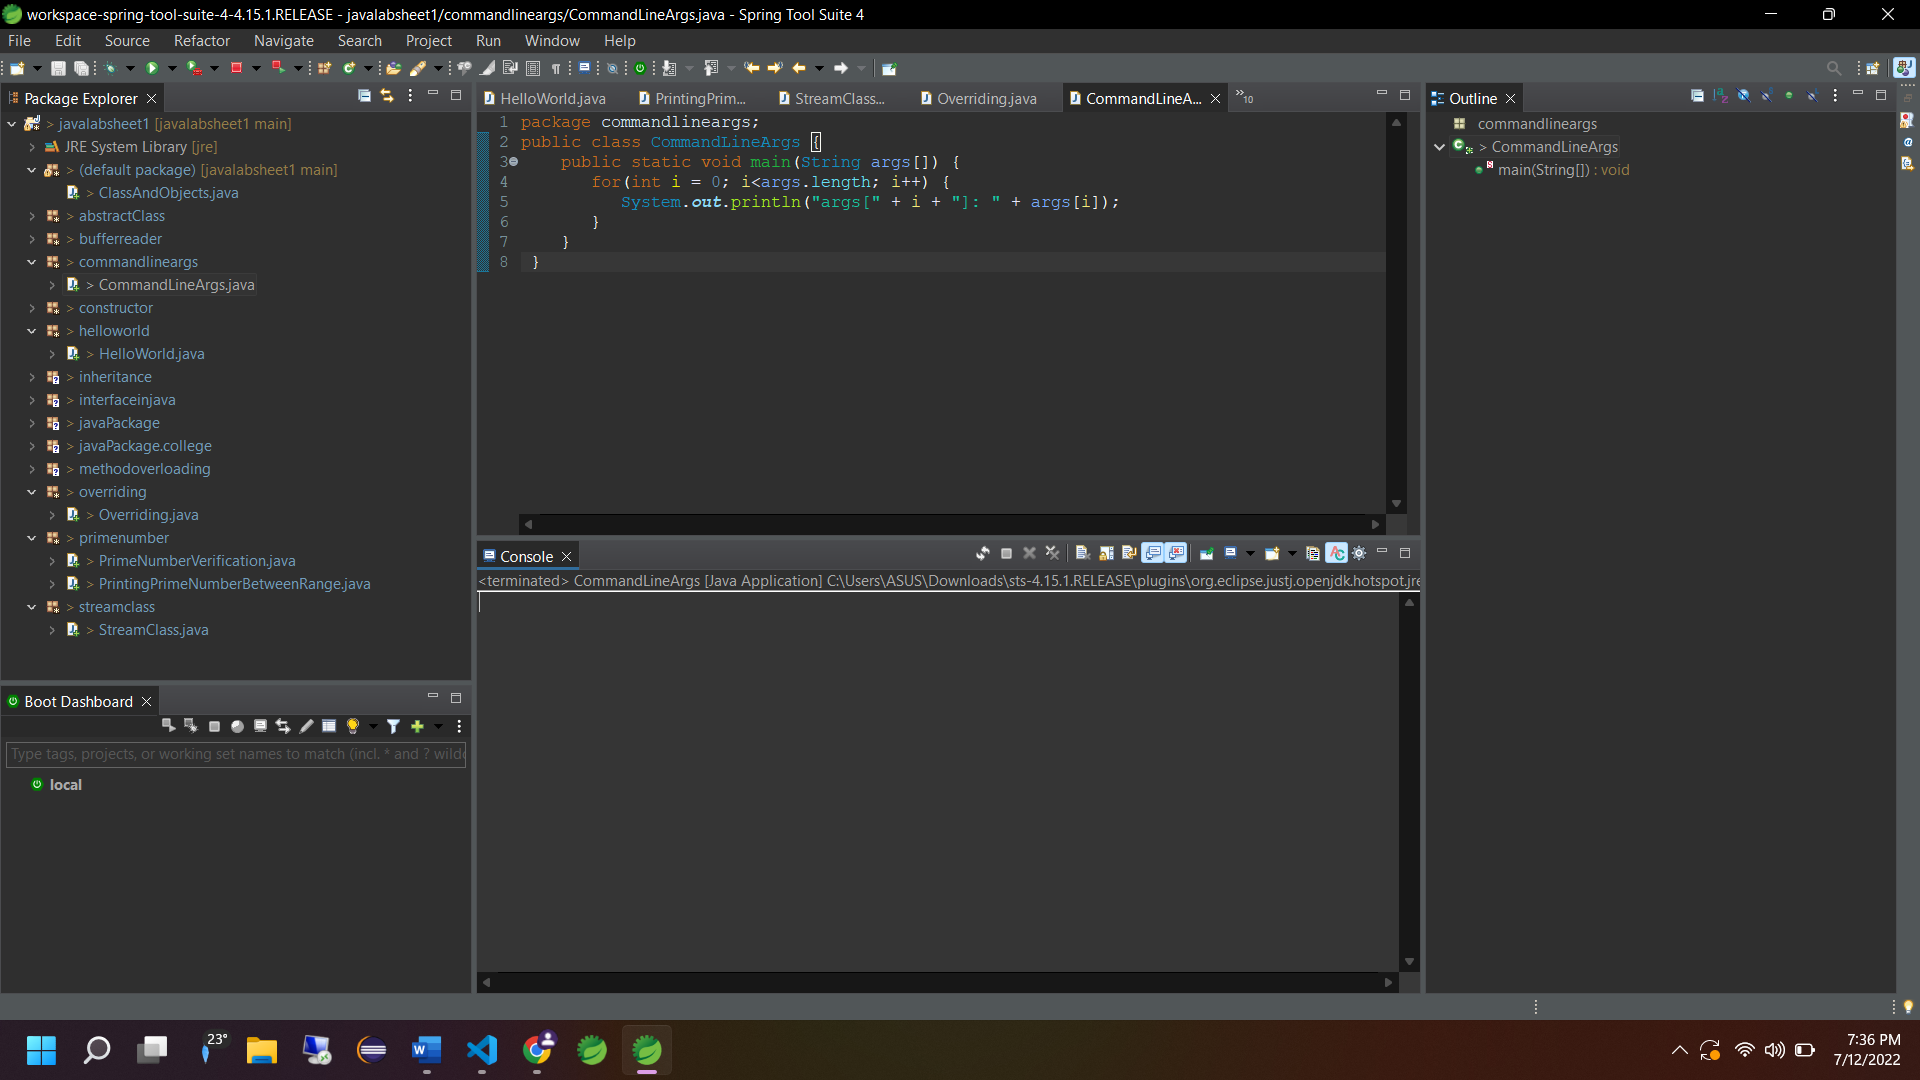 workspace-spring-tool-suite-4-4.15.1.RELEASE - javalabsheet1/commandlineargs/CommandLineArgs.java - Spring Tool Suite 4
File Edit Source Refactor Navigate Search Project Run Window Help
Package Explorer
> javalabsheet1 [javalabsheet1 main]
JRE System Library [jre]
> (default package) [javalabsheet1 main]
> ClassAndObjects.java
> abstractClass
> bufferreader
> commandlineargs
> CommandLineArgs.java
> constructor
> helloworld
> HelloWorld.java
> inheritance
> interfaceinjava
> javaPackage
> javaPackage.college
> methodoverloading
> overriding
> Overriding.java
> primenumber
> PrimeNumberVerification.java
> PrintingPrimeNumberBetweenRange.java
> streamclass
> StreamClass.java
Boot Dashboard
Type tags, projects, or working set names to match (incl. * and ? wildc
local
HelloWorld.java PrintingPrim... StreamClass... Overriding.java CommandLineA... »10
1 package commandlineargs;
2 public class CommandLineArgs {
3 public static void main(String args[]) {
4 for(int i = 0; i<args.length; i++) {
5 System.out.println("args[" + i + "]: " + args[i]);
6 }
7 }
8 }
Console
<terminated> CommandLineArgs [Java Application] C:\Users\ASUS\Downloads\sts-4.15.1.RELEASE\plugins\org.eclipse.justj.openjdk.hotspot.jre
Outline
commandlineargs
> CommandLineArgs
main(String[]) : void
23°
7:36 PM
7/12/2022